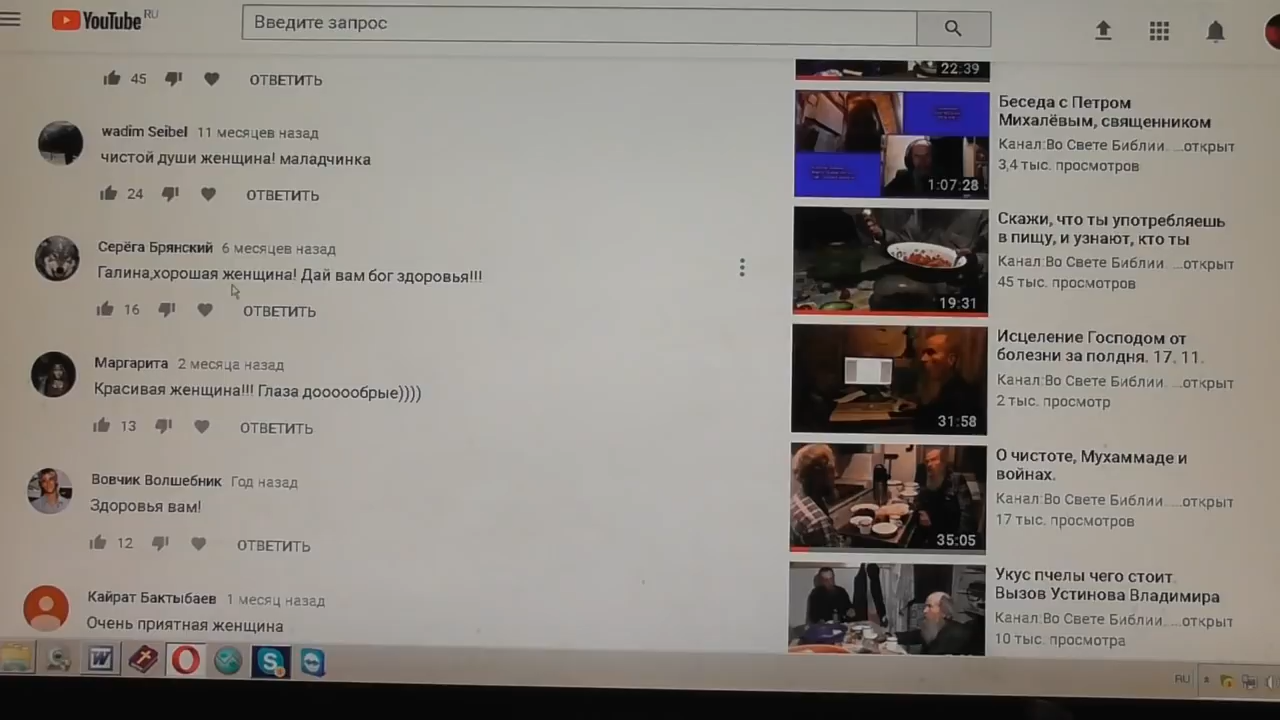 YouTube RU
Введите запрос
45 ОТВЕТИТЬ
wadim Seibel 11 месяцев назад
чистой души женщина! маладчинка
24 ОТВЕТИТЬ
Серёга Брянский 6 месяцев назад
Галина,хорошая женщина! Дай вам бог здоровья!!!
16 ОТВЕТИТЬ
Маргарита 2 месяца назад
Красивая женщина!!! Глаза доооообрые))))
13 ОТВЕТИТЬ
Вовчик Волшебник Год назад
Здоровья вам!
12 ОТВЕТИТЬ
Кайрат Бактыбаев 1 месяц назад
Очень приятная женщина
22:39
1:07:28
Беседа с Петром
Михалёвым, священником
Канал:Во Свете Библии. ...открыт
3,4 тыс. просмотров
19:31
Скажи, что ты употребляешь
в пищу, и узнают, кто ты
Канал:Во Свете Библии. ...открыт
45 тыс. просмотров
31:58
Исцеление Господом от
болезни за полдня. 17. 11.
Канал:Во Свете Библии. ...открыт
2 тыс. просмотр
35:05
О чистоте, Мухаммаде и
войнах.
Канал:Во Свете Библии. ...открыт
17 тыс. просмотров
Укус пчелы чего стоит.
Вызов Устинова Владимира
Канал:Во Свете Библии. ...открыт
10 тыс. просмотра
RU